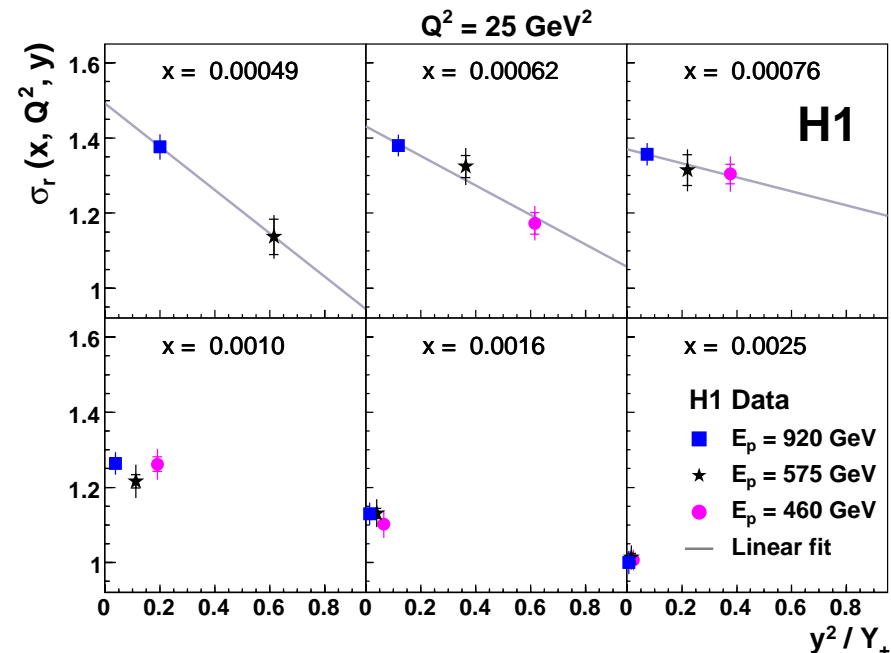 Q² = 25 GeV²
σᵣ (x, Q², y)
x = 0.00049
x = 0.00062
x = 0.00076
H1
1.6
1.4
1.2
1
x = 0.0010
x = 0.0016
x = 0.0025
1.6
1.4
1.2
1
H1 Data
E_p = 920 GeV
E_p = 575 GeV
E_p = 460 GeV
Linear fit
0 0.2 0.4 0.6 0.8 0 0.2 0.4 0.6 0.8 0 0.2 0.4 0.6 0.8
y² / Y₊